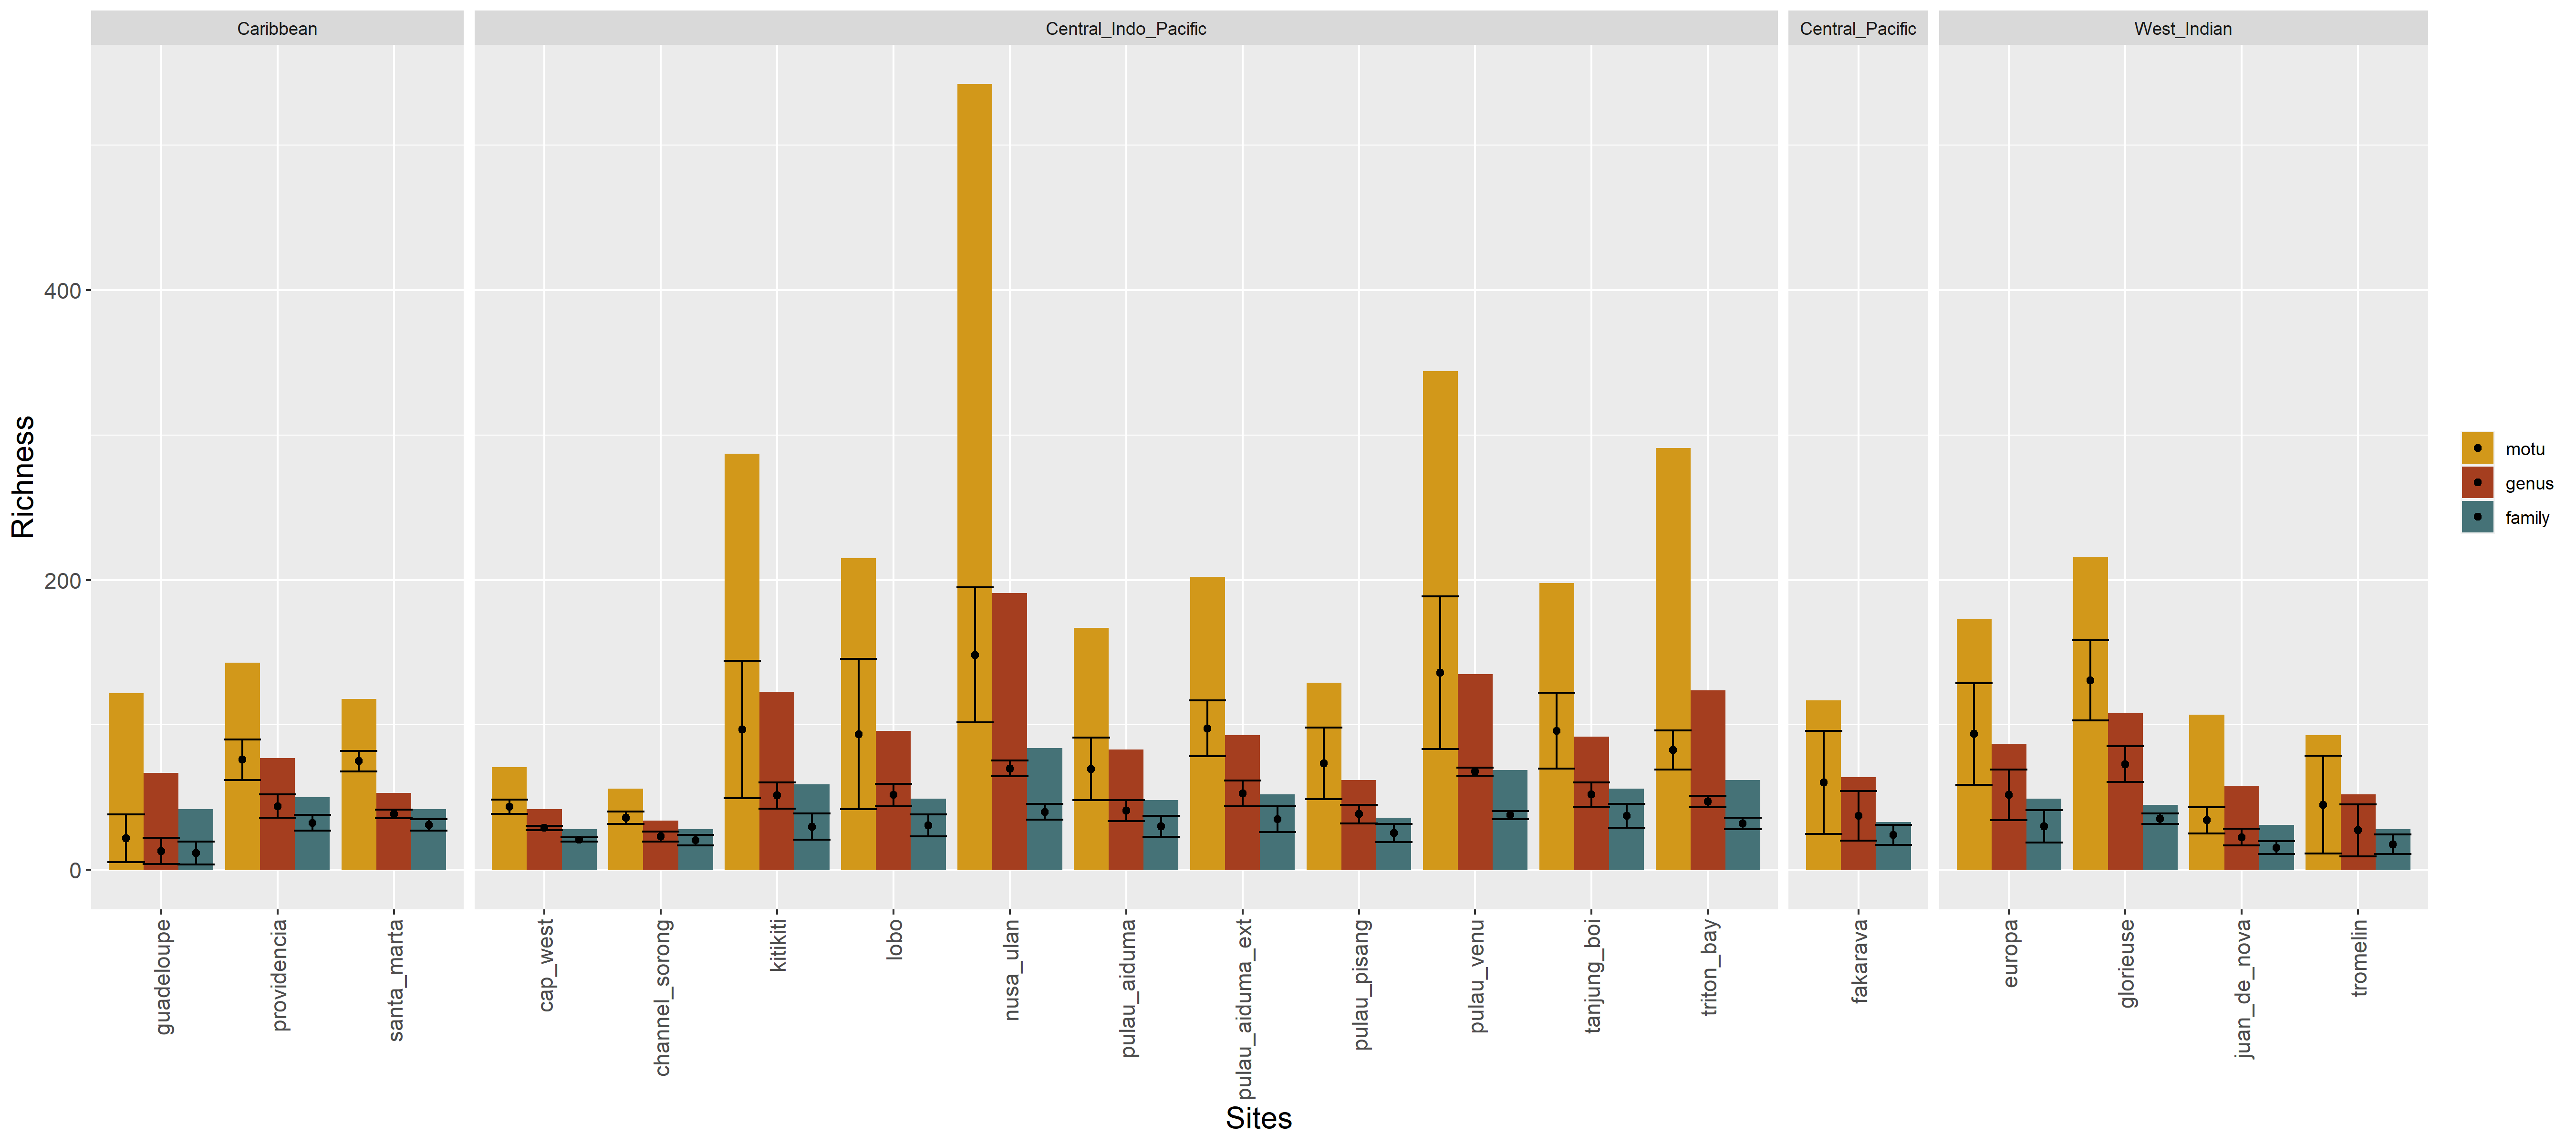 Caribbean
Central_Indo_Pacific
Central_Pacific
West_Indian
Richness
400
200
0
motu
genus
family
guadeloupe
providencia
santa_marta
cap_west
channel_sorong
kitikiti
lobo
nusa_ulan
pulau_aiduma
pulau_aiduma_ext
pulau_pisang
pulau_venu
tanjung_boi
triton_bay
fakarava
europa
glorieuse
juan_de_nova
tromelin
Sites